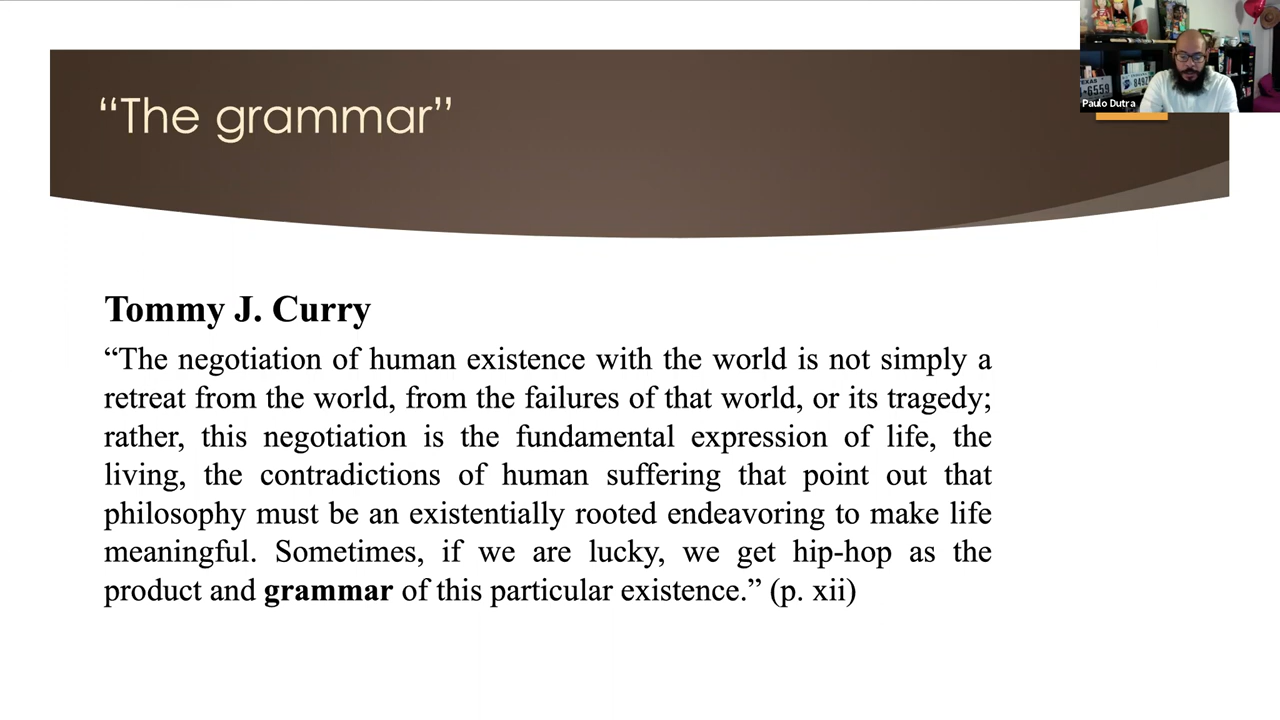 “The grammar”
Paulo Dutra
TEXAS
6559
8492
Tommy J. Curry
“The negotiation of human existence with the world is not simply a
retreat from the world, from the failures of that world, or its tragedy;
rather, this negotiation is the fundamental expression of life, the
living, the contradictions of human suffering that point out that
philosophy must be an existentially rooted endeavoring to make life
meaningful. Sometimes, if we are lucky, we get hip-hop as the
product and grammar of this particular existence.” (p. xii)